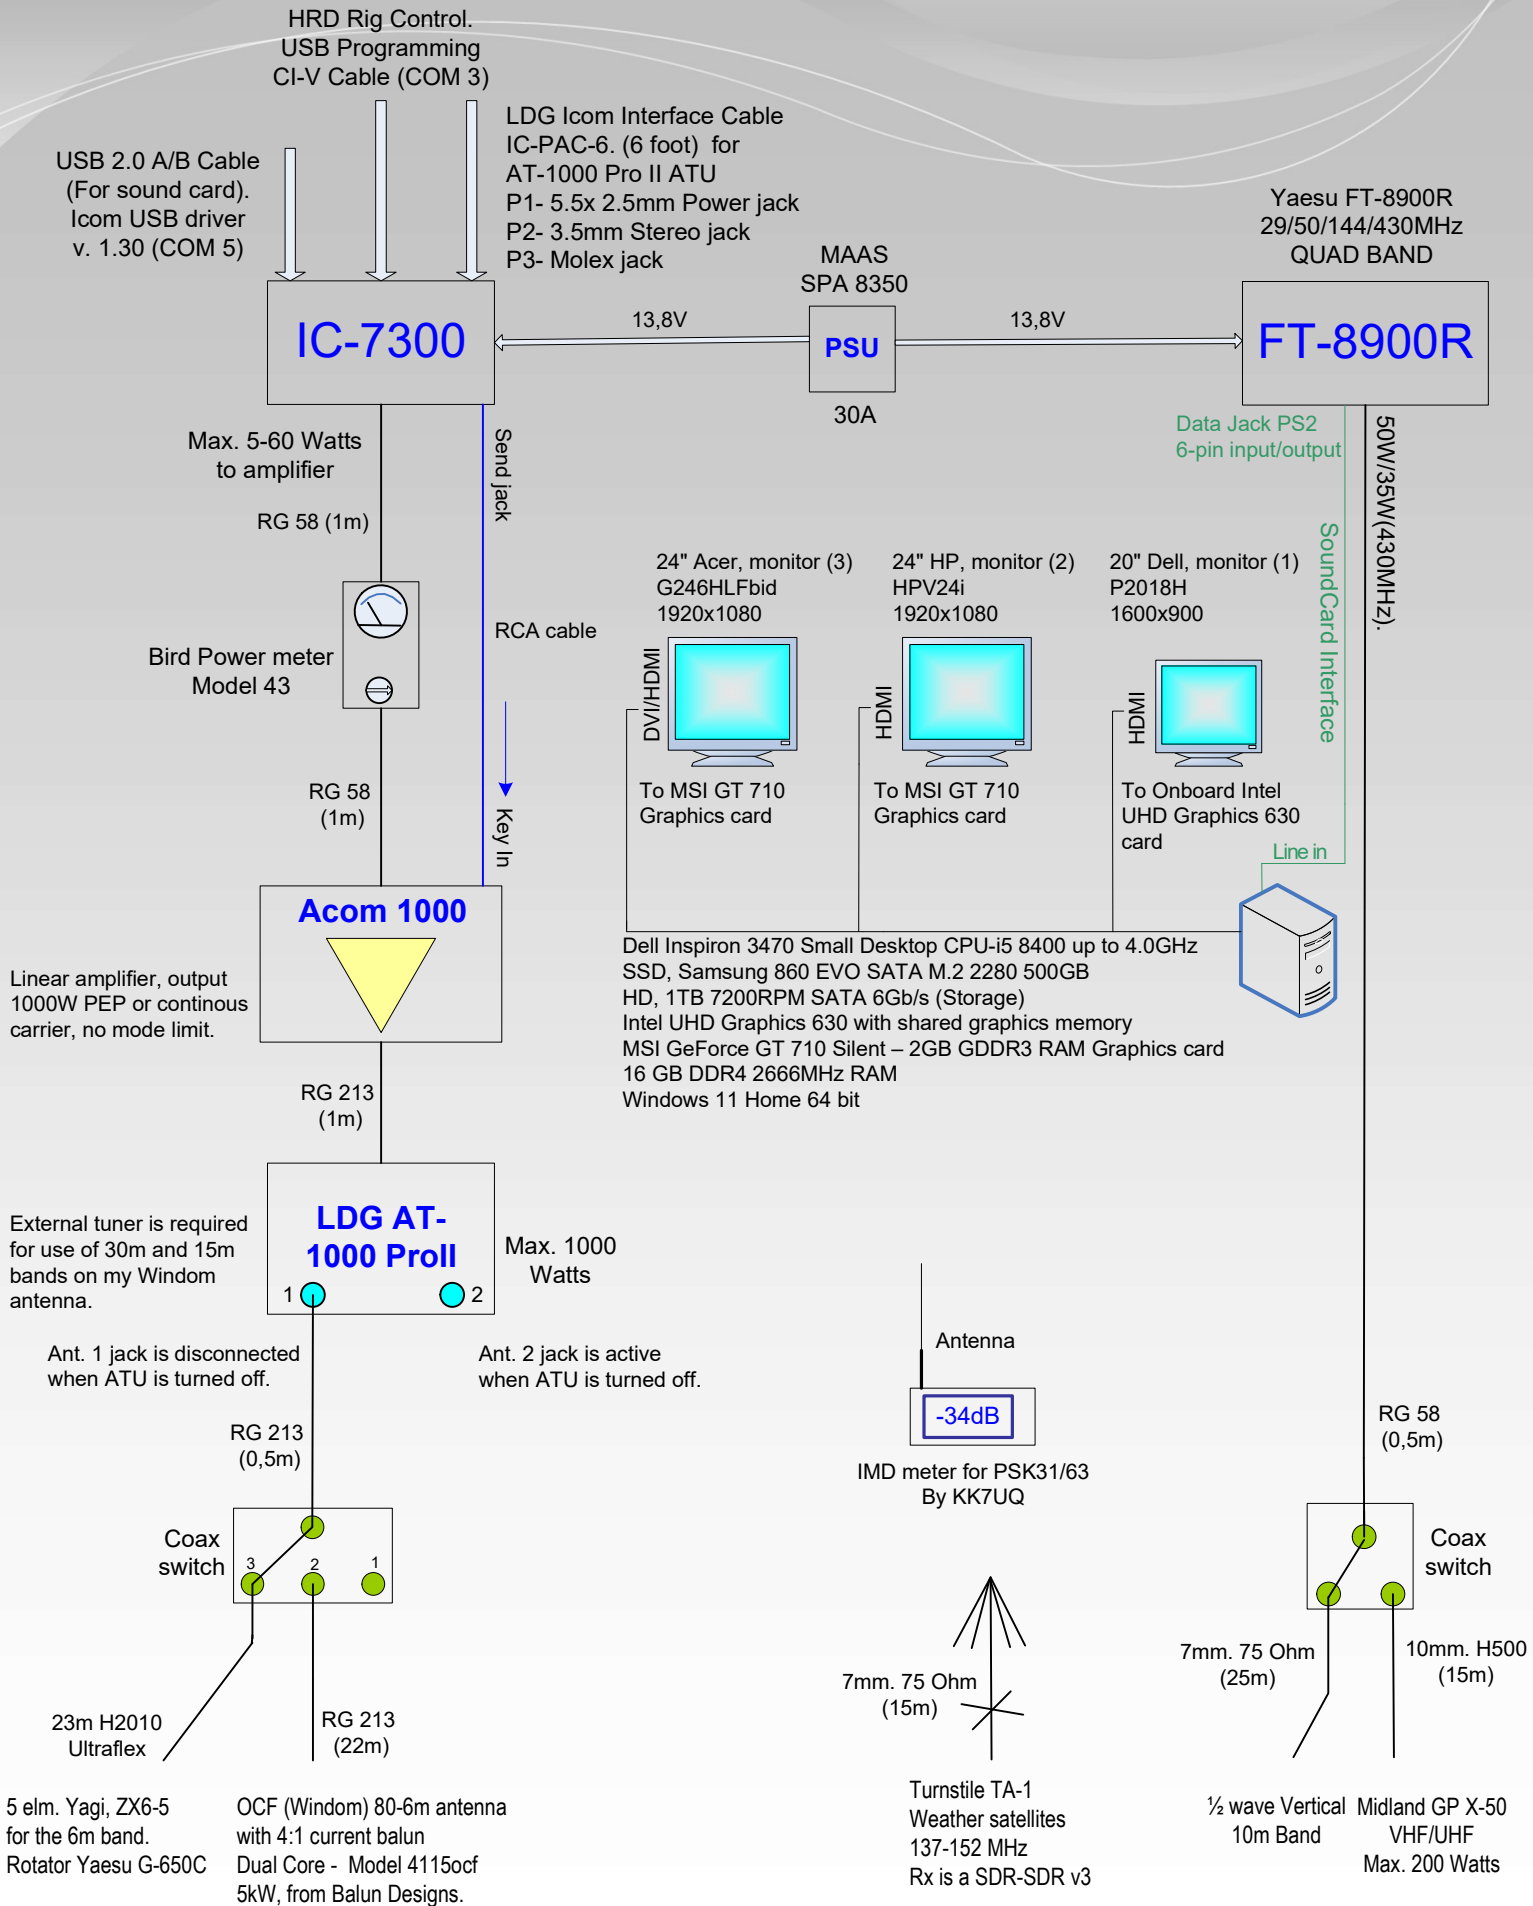 HRD Rig Control.
USB Programming
CI-V Cable (COM 3)
USB 2.0 A/B Cable
(For sound card).
Icom USB driver
v. 1.30 (COM 5)
LDG Icom Interface Cable
IC-PAC-6. (6 foot) for
AT-1000 Pro II ATU
P1- 5.5x 2.5mm Power jack
P2- 3.5mm Stereo jack
P3- Molex jack
MAAS
SPA 8350
Yaesu FT-8900R
29/50/144/430MHz
QUAD BAND
IC-7300
13,8V
PSU
13,8V
FT-8900R
30A
Max. 5-60 Watts
to amplifier
Send jack
Data Jack PS2
6-pin input/output
50W/35W(430MHz).
RG 58 (1m)
SoundCard Interface
24" Acer, monitor (3)
G246HLFbid
1920x1080
24" HP, monitor (2)
HPV24i
1920x1080
20" Dell, monitor (1)
P2018H
1600x900
RCA cable
Bird Power meter
Model 43
DVI/HDMI
HDMI
HDMI
To MSI GT 710
Graphics card
To MSI GT 710
Graphics card
To Onboard Intel
UHD Graphics 630
card
RG 58
(1m)
Key In
Line in
Acom 1000
Linear amplifier, output
1000W PEP or continous
carrier, no mode limit.
Dell Inspiron 3470 Small Desktop CPU-i5 8400 up to 4.0GHz
SSD, Samsung 860 EVO SATA M.2 2280 500GB
HD, 1TB 7200RPM SATA 6Gb/s (Storage)
Intel UHD Graphics 630 with shared graphics memory
MSI GeForce GT 710 Silent – 2GB GDDR3 RAM Graphics card
16 GB DDR4 2666MHz RAM
Windows 11 Home 64 bit
RG 213
(1m)
External tuner is required
for use of 30m and 15m
bands on my Windom
antenna.
LDG AT-
1000 ProII
1
2
Max. 1000
Watts
Ant. 1 jack is disconnected
when ATU is turned off.
Ant. 2 jack is active
when ATU is turned off.
Antenna
-34dB
IMD meter for PSK31/63
By KK7UQ
RG 213
(0,5m)
RG 58
(0,5m)
Coax
switch
3
2
1
Coax
switch
7mm. 75 Ohm
(15m)
7mm. 75 Ohm
(25m)
10mm. H500
(15m)
23m H2010
Ultraflex
RG 213
(22m)
5 elm. Yagi, ZX6-5
for the 6m band.
Rotator Yaesu G-650C
OCF (Windom) 80-6m antenna
with 4:1 current balun
Dual Core - Model 4115ocf
5kW, from Balun Designs.
Turnstile TA-1
Weather satellites
137-152 MHz
Rx is a SDR-SDR v3
½ wave Vertical
10m Band
Midland GP X-50
VHF/UHF
Max. 200 Watts